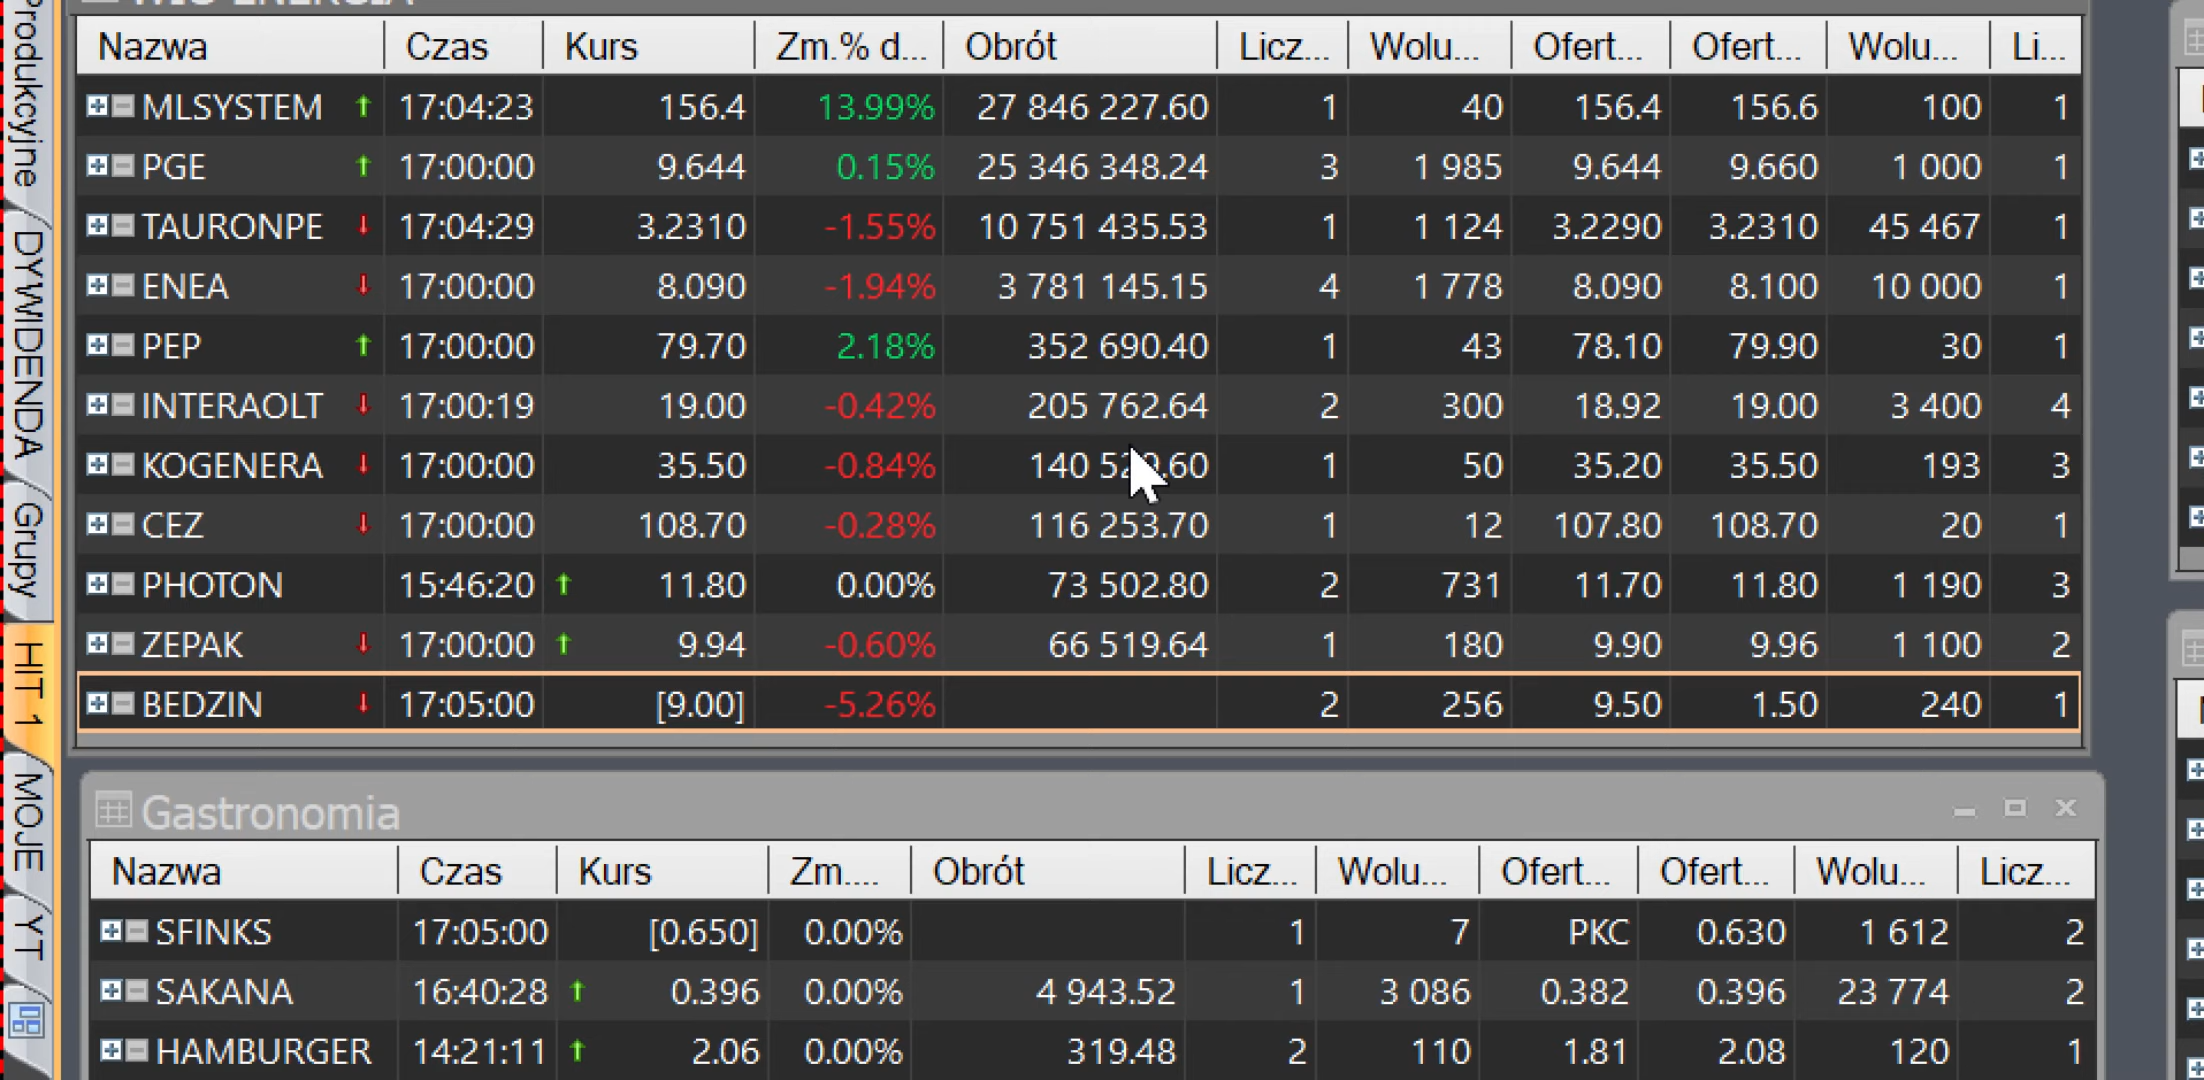 Nazwa Czas Kurs Zm.% d... Obrót Licz... Wolu... Ofert... Ofert... Wolu... Li...
MLSYSTEM 17:04:23 156.4 13.99% 27 846 227.60 1 40 156.4 156.6 100 1
PGE 17:00:00 9.644 0.15% 25 346 348.24 3 1 985 9.644 9.660 1 000 1
TAURONPE 17:04:29 3.2310 -1.55% 10 751 435.53 1 1 124 3.2290 3.2310 45 467 1
ENEA 17:00:00 8.090 -1.94% 3 781 145.15 4 1 778 8.090 8.100 10 000 1
PEP 17:00:00 79.70 2.18% 352 690.40 1 43 78.10 79.90 30 1
INTERAOLT 17:00:19 19.00 -0.42% 205 762.64 2 300 18.92 19.00 3 400 4
KOGENERA 17:00:00 35.50 -0.84% 140 1 50 35.20 35.50 193 3
CEZ 17:00:00 108.70 -0.28% 116 253.70 1 12 107.80 108.70 20 1
PHOTON 15:46:20 11.80 0.00% 73 502.80 2 731 11.70 11.80 1 190 3
ZEPAK 17:00:00 9.94 -0.60% 66 519.64 1 180 9.90 9.96 1 100 2
BEDZIN 17:05:00 [9.00] -5.26% 2 256 9.50 1.50 240 1
Gastronomia
Nazwa Czas Kurs Zm.... Obrót Licz... Wolu... Ofert... Ofert... Wolu... Licz...
SFINKS 17:05:00 [0.650] 0.00% 1 7 PKC 0.630 1 612 2
SAKANA 16:40:28 0.396 0.00% 4 943.52 1 3 086 0.382 0.396 23 774 2
HAMBURGER 14:21:11 2.06 0.00% 319.48 2 110 1.81 2.08 120 1
Produkcyjne
DYWIDENDA
Grupy
HIT 1
MOJE
YT